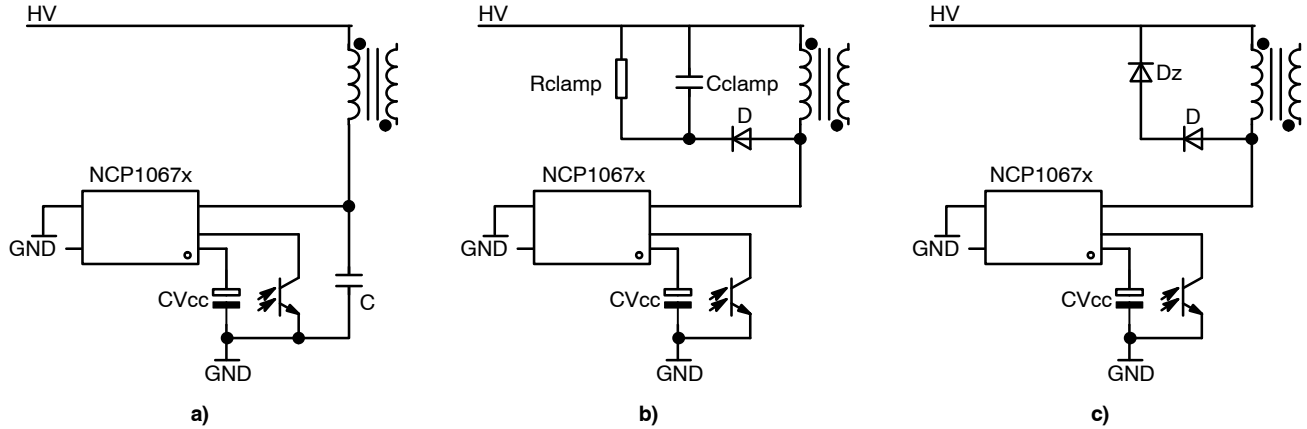 HV
NCP1067x
GND
CVcc
C
GND
a)
HV
Rclamp
Cclamp
D
NCP1067x
GND
CVcc
GND
b)
HV
Dz
D
NCP1067x
GND
CVcc
GND
c)